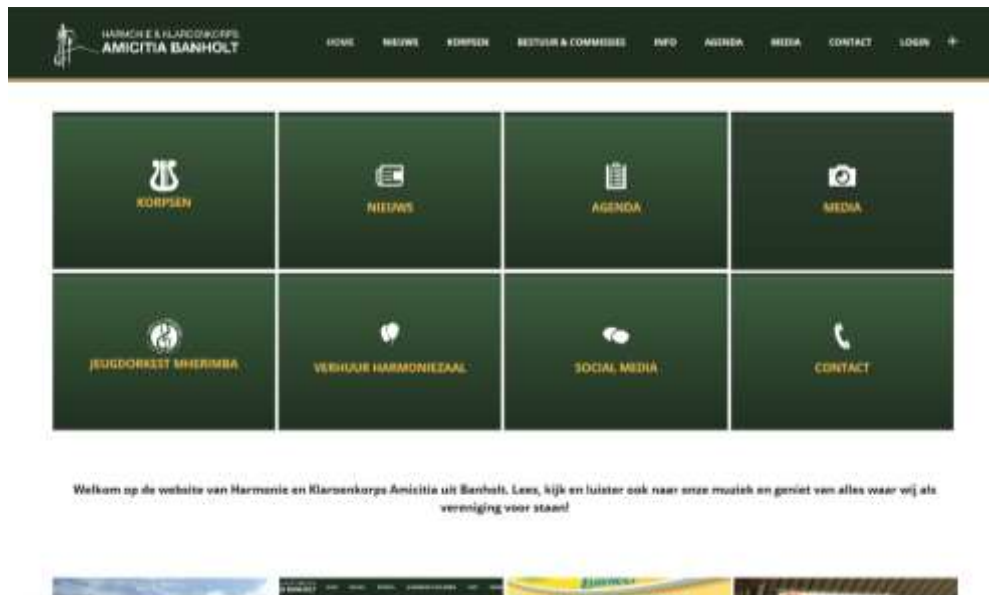 HARMONIE & KLAROENKORPS
AMICITIA BANHOLT
HOME NIEUWS KORPSEN BESTUUR & COMMISSIES INFO AGENDA MEDIA CONTACT LOGIN +
KORPSEN
NIEUWS
AGENDA
MEDIA
JEUGDORKEST MHERIMBA
VERHUUR HARMONIEZAAL
SOCIAL MEDIA
CONTACT
Welkom op de website van Harmonie en Klaroenkorps Amicitia uit Banholt. Lees, kijk en luister ook naar onze muziek en geniet van alles waar wij als
vereniging voor staan!